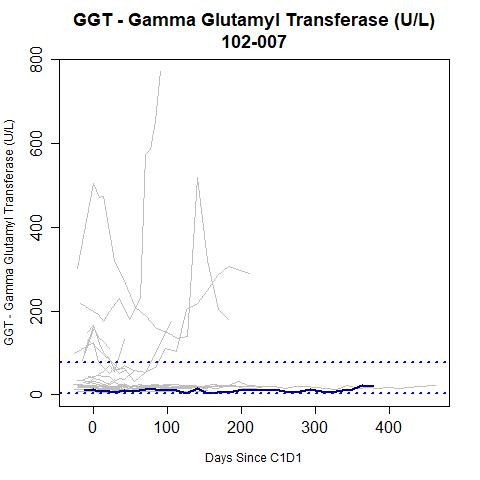 GGT - Gamma Glutamyl Transferase (U/L)
102-007
GGT - Gamma Glutamyl Transferase (U/L)
800
600
400
200
0
0 100 200 300 400
Days Since C1D1